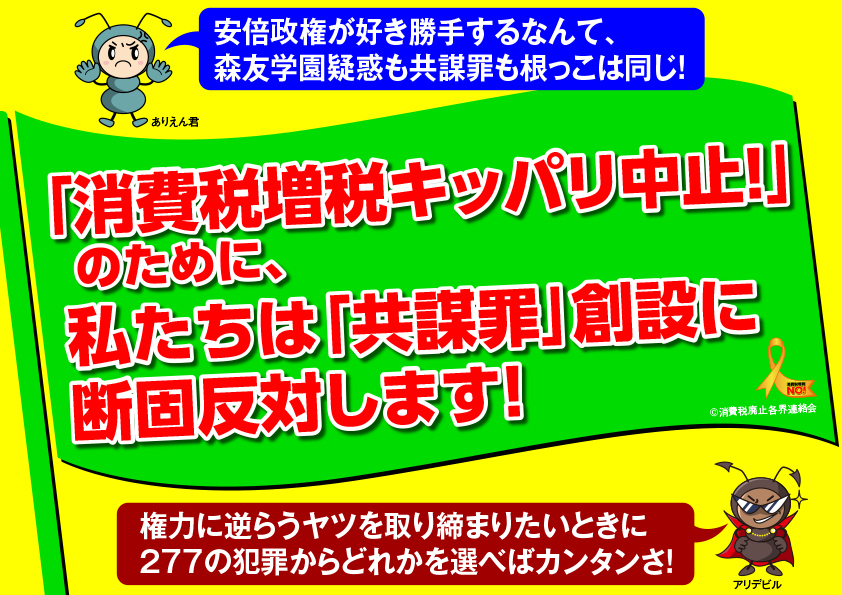 安倍政権が好き勝手するなんて、
森友学園疑惑も共謀罪も根っこは同じ!
ありえん君
「消費税増税キッパリ中止!」
のために、
私たちは「共謀罪」創設に
断固反対します!
消費税増税
NO!
©消費税廃止各界連絡会
権力に逆らうヤツを取り締まりたいときに
277の犯罪からどれかを選べばカンタンさ!
アリデビル